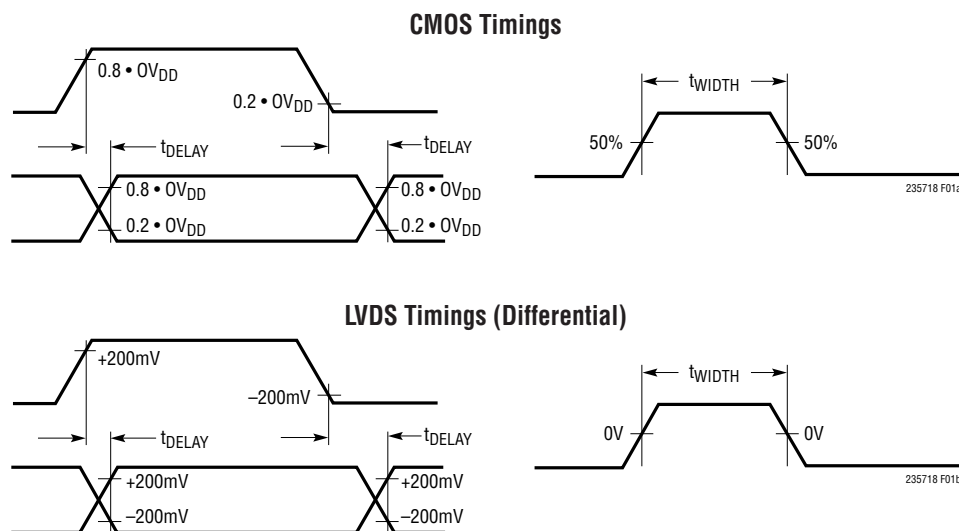 CMOS Timings
0.8 • OVDD
0.2 • OVDD
tDELAY
tDELAY
0.8 • OVDD
0.2 • OVDD
0.8 • OVDD
0.2 • OVDD
tWIDTH
50%
50%
235718 F01a
LVDS Timings (Differential)
+200mV
–200mV
tDELAY
tDELAY
+200mV
–200mV
+200mV
–200mV
tWIDTH
0V
0V
235718 F01b